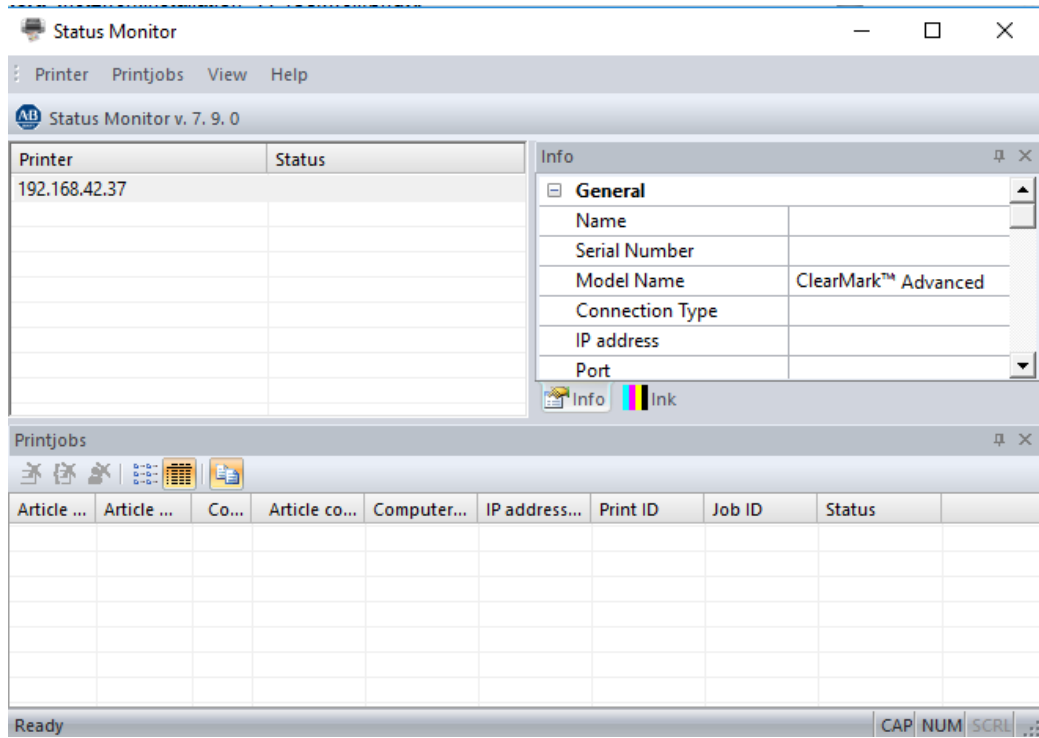 Status Monitor
Printer Printjobs View Help
AB Status Monitor v. 7. 9. 0
Printer Status
192.168.42.37
Info
General
Name
Serial Number
Model Name ClearMark™ Advanced
Connection Type
IP address
Port
Info Ink
Printjobs
Article ... Article ... Co... Article co... Computer... IP address... Print ID Job ID Status
Ready CAP NUM SCRL